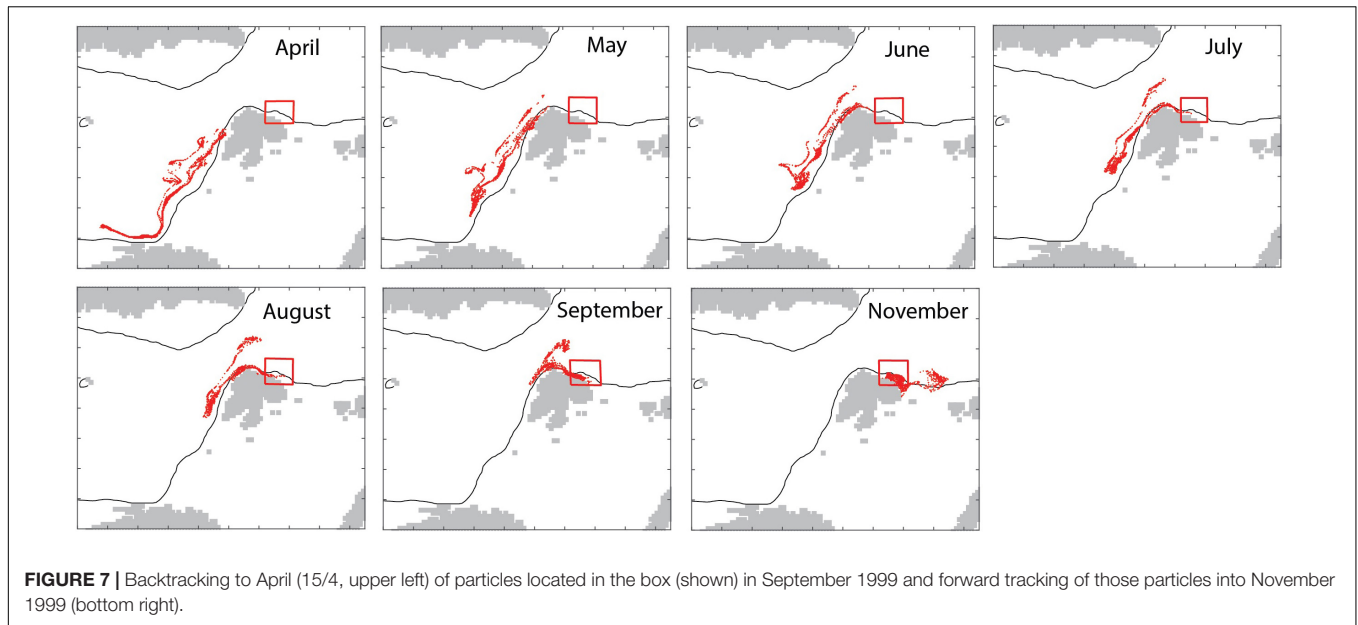 April
May
June
July
August
September
November
FIGURE 7 | Backtracking to April (15/4, upper left) of particles located in the box (shown) in September 1999 and forward tracking of those particles into November
1999 (bottom right).